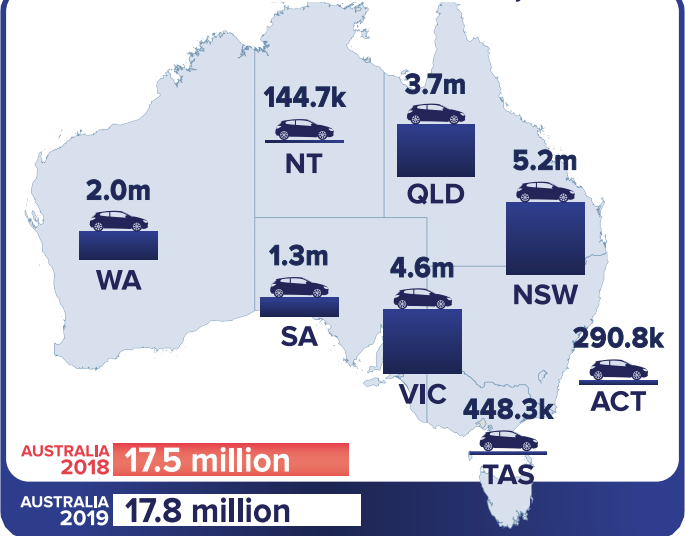 144.7k
NT
3.7m
QLD
5.2m
NSW
2.0m
WA
1.3m
SA
4.6m
VIC
290.8k
ACT
448.3k
TAS
AUSTRALIA
2018
17.5 million
AUSTRALIA
2019
17.8 million